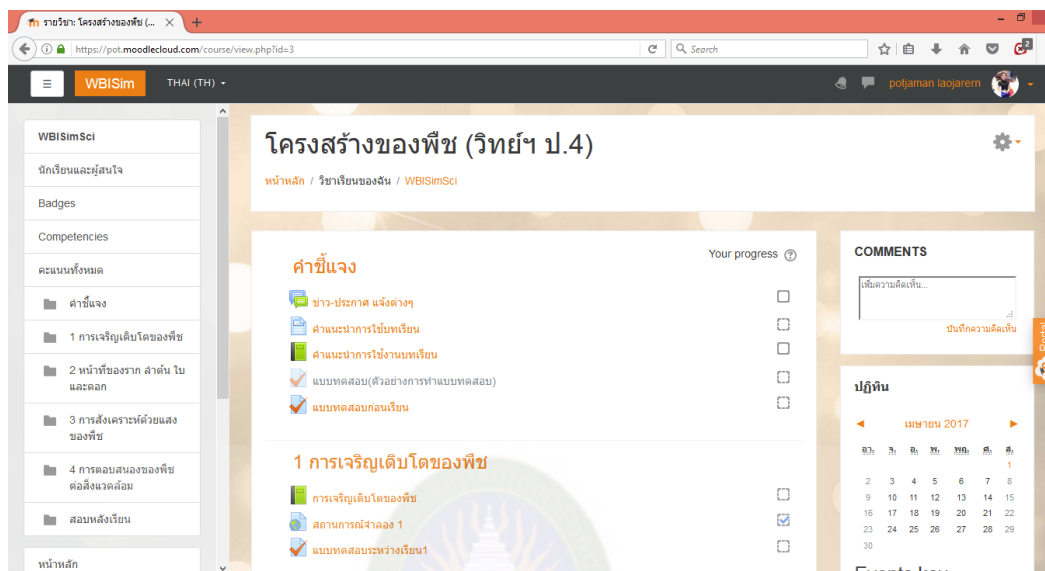 รายวิชา: โครงสร้างของพืช (...
https://pot.moodlecloud.com/course/view.php?id=3
Search
2
WBISim
THAI (TH)
potjaman laojarern
WBISimSci
นักเรียนและผู้สนใจ
Badges
Competencies
คะแนนทั้งหมด
คำชี้แจง
1 การเจริญเติบโตของพืช
2 หน้าที่ของราก ลำต้น ใบ
และดอก
3 การสังเคราะห์ด้วยแสง
ของพืช
4 การตอบสนองของพืช
ต่อสิ่งแวดล้อม
สอบหลังเรียน
หน้าหลัก
โครงสร้างของพืช (วิทย์ฯ ป.4)
หน้าหลัก / วิชาเรียนของฉัน / WBISimSci
Your progress
คำชี้แจง
ข่าว-ประกาศ แจ้งต่างๆ
คำแนะนำการใช้บทเรียน
คำแนะนำการใช้งานบทเรียน
แบบทดสอบ(ตัวอย่างการทำแบบทดสอบ)
แบบทดสอบก่อนเรียน
1 การเจริญเติบโตของพืช
การเจริญเติบโตของพืช
สถานการณ์จำลอง 1
แบบทดสอบระหว่างเรียน1
COMMENTS
เพิ่มความคิดเห็น...
บันทึกความคิดเห็น
Portal
ปฏิทิน
◄ เมษายน 2017 ►
อา. จ. อ. พ. พฤ. ศ. ส.
1
2 3 4 5 6 7 8
9 10 11 12 13 14 15
16 17 18 19 20 21 22
23 24 25 26 27 28 29
30
Events key